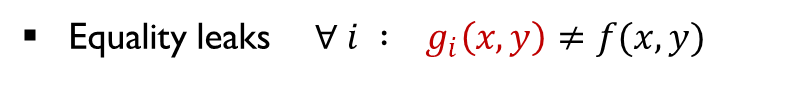 ▪ Equality leaks ∀ i : gᵢ(x, y) ≠ f(x, y)